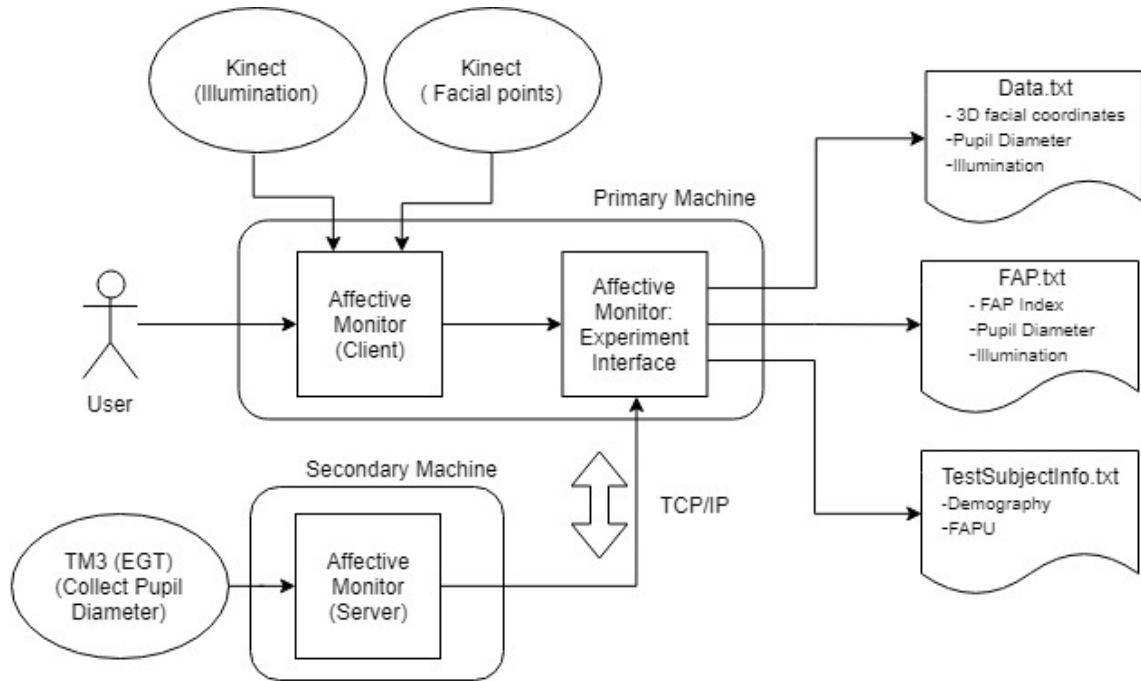 Kinect
(Illumination)
Kinect
( Facial points)
Primary Machine
Affective
Monitor
(Client)
Affective
Monitor:
Experiment
Interface
User
Data.txt
- 3D facial coordinates
-Pupil Diameter
-Illumination
FAP.txt
- FAP Index
-Pupil Diameter
-Illumination
TestSubjectInfo.txt
-Demography
-FAPU
Secondary Machine
TCP/IP
TM3 (EGT)
(Collect Pupil
Diameter)
Affective
Monitor
(Server)